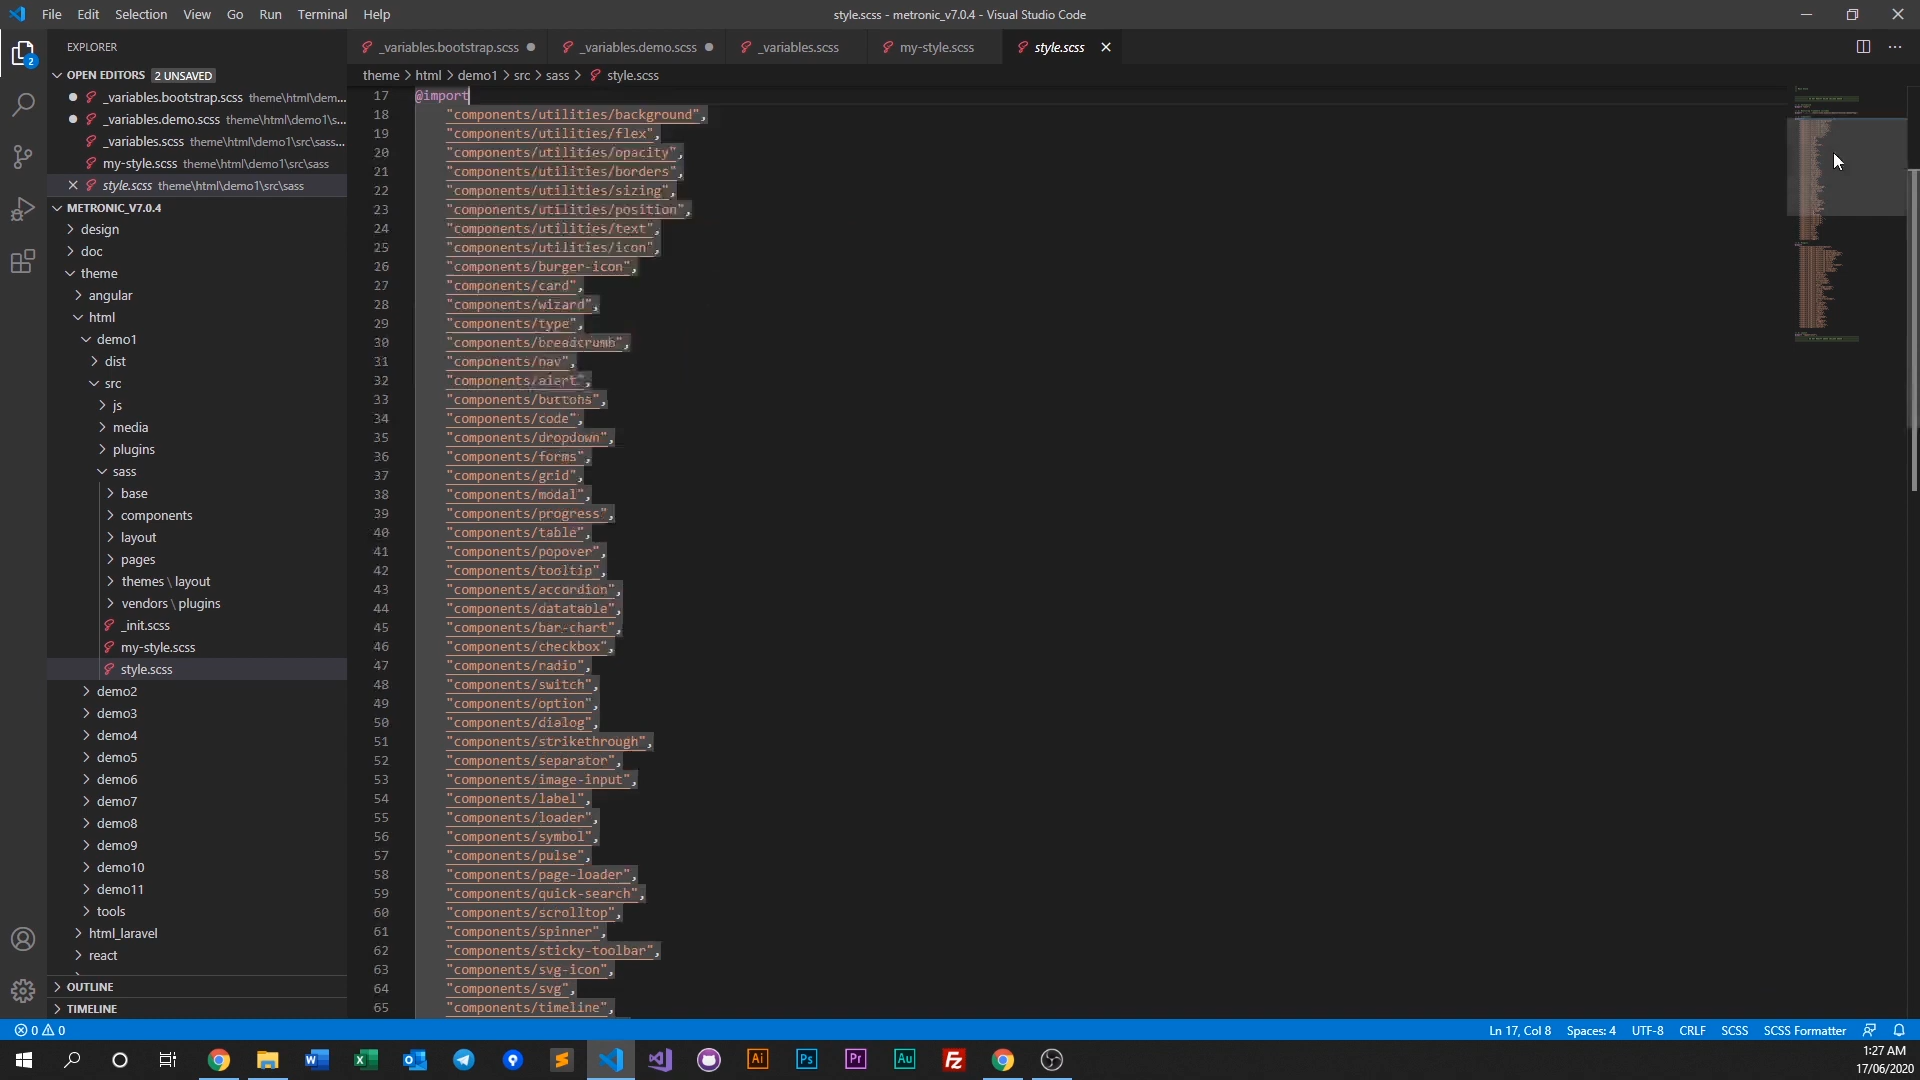 File Edit Selection View Go Run Terminal Help
style.scss - metronic_v7.0.4 - Visual Studio Code
EXPLORER
OPEN EDITORS 2 UNSAVED
_variables.bootstrap.scss theme\html\dem...
_variables.demo.scss theme\html\demo1\s...
_variables.scss theme\html\demo1\src\sass...
my-style.scss theme\html\demo1\src\sass
style.scss theme\html\demo1\src\sass
METRONIC_V7.0.4
design
doc
theme
angular
html
demo1
dist
src
js
media
plugins
sass
base
components
layout
pages
themes \ layout
vendors \ plugins
_init.scss
my-style.scss
style.scss
demo2
demo3
demo4
demo5
demo6
demo7
demo8
demo9
demo10
demo11
tools
html_laravel
react
OUTLINE
TIMELINE
2
_variables.bootstrap.scss
_variables.demo.scss
_variables.scss
my-style.scss
style.scss
theme > html > demo1 > src > sass > style.scss
17 @import
18 "components/utilities/background",
19 "components/utilities/flex",
20 "components/utilities/opacity",
21 "components/utilities/borders",
22 "components/utilities/sizing",
23 "components/utilities/position",
24 "components/utilities/text",
25 "components/utilities/icon",
26 "components/burger-icon",
27 "components/card",
28 "components/wizard",
29 "components/type",
30 "components/breadcrumb",
31 "components/nav",
32 "components/alert",
33 "components/buttons",
34 "components/code",
35 "components/dropdown",
36 "components/forms",
37 "components/grid",
38 "components/modal",
39 "components/progress",
40 "components/table",
41 "components/popover",
42 "components/tooltip",
43 "components/accordion",
44 "components/datatable",
45 "components/bar-chart",
46 "components/checkbox",
47 "components/radio",
48 "components/switch",
49 "components/option",
50 "components/dialog",
51 "components/strikethrough",
52 "components/separator",
53 "components/image-input",
54 "components/label",
55 "components/loader",
56 "components/symbol",
57 "components/pulse",
58 "components/page-loader",
59 "components/quick-search",
60 "components/scrolltop",
61 "components/spinner",
62 "components/sticky-toolbar",
63 "components/svg-icon",
64 "components/svg",
65 "components/timeline",
0 0
Ln 17, Col 8 Spaces: 4 UTF-8 CRLF SCSS SCSS Formatter
Ai Ps Pr Au Fz
1:27 AM
17/06/2020